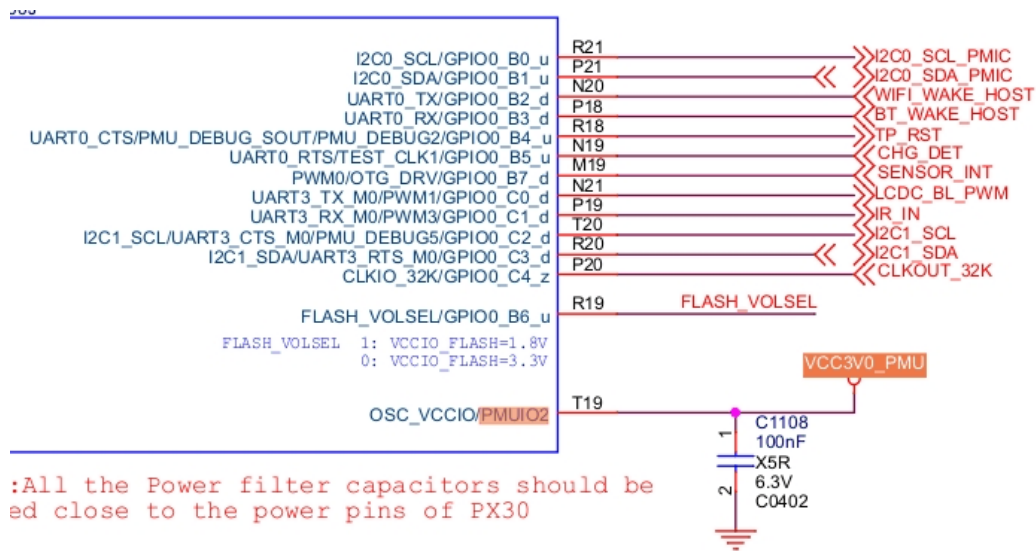 I2C0_SCL/GPIO0_B0_u R21 I2C0_SCL_PMIC
I2C0_SDA/GPIO0_B1_u P21 I2C0_SDA_PMIC
UART0_TX/GPIO0_B2_d N20 WIFI_WAKE_HOST
UART0_RX/GPIO0_B3_d P18 BT_WAKE_HOST
UART0_CTS/PMU_DEBUG_SOUT/PMU_DEBUG2/GPIO0_B4_u R18 TP_RST
UART0_RTS/TEST_CLK1/GPIO0_B5_u N19 CHG_DET
PWM0/OTG_DRV/GPIO0_B7_d M19 SENSOR_INT
UART3_TX_M0/PWM1/GPIO0_C0_d N21 LCDC_BL_PWM
UART3_RX_M0/PWM3/GPIO0_C1_d P19 IR_IN
I2C1_SCL/UART3_CTS_M0/PMU_DEBUG5/GPIO0_C2_d T20 I2C1_SCL
I2C1_SDA/UART3_RTS_M0/GPIO0_C3_d R20 I2C1_SDA
CLKIO_32K/GPIO0_C4_z P20 CLKOUT_32K
FLASH_VOLSEL/GPIO0_B6_u R19 FLASH_VOLSEL
FLASH_VOLSEL 1: VCCIO_FLASH=1.8V
0: VCCIO_FLASH=3.3V
VCC3V0_PMU
OSC_VCCIO/PMUIO2 T19
1
C1108
100nF
X5R
6.3V
C0402
2
:All the Power filter capacitors should be
ed close to the power pins of PX30